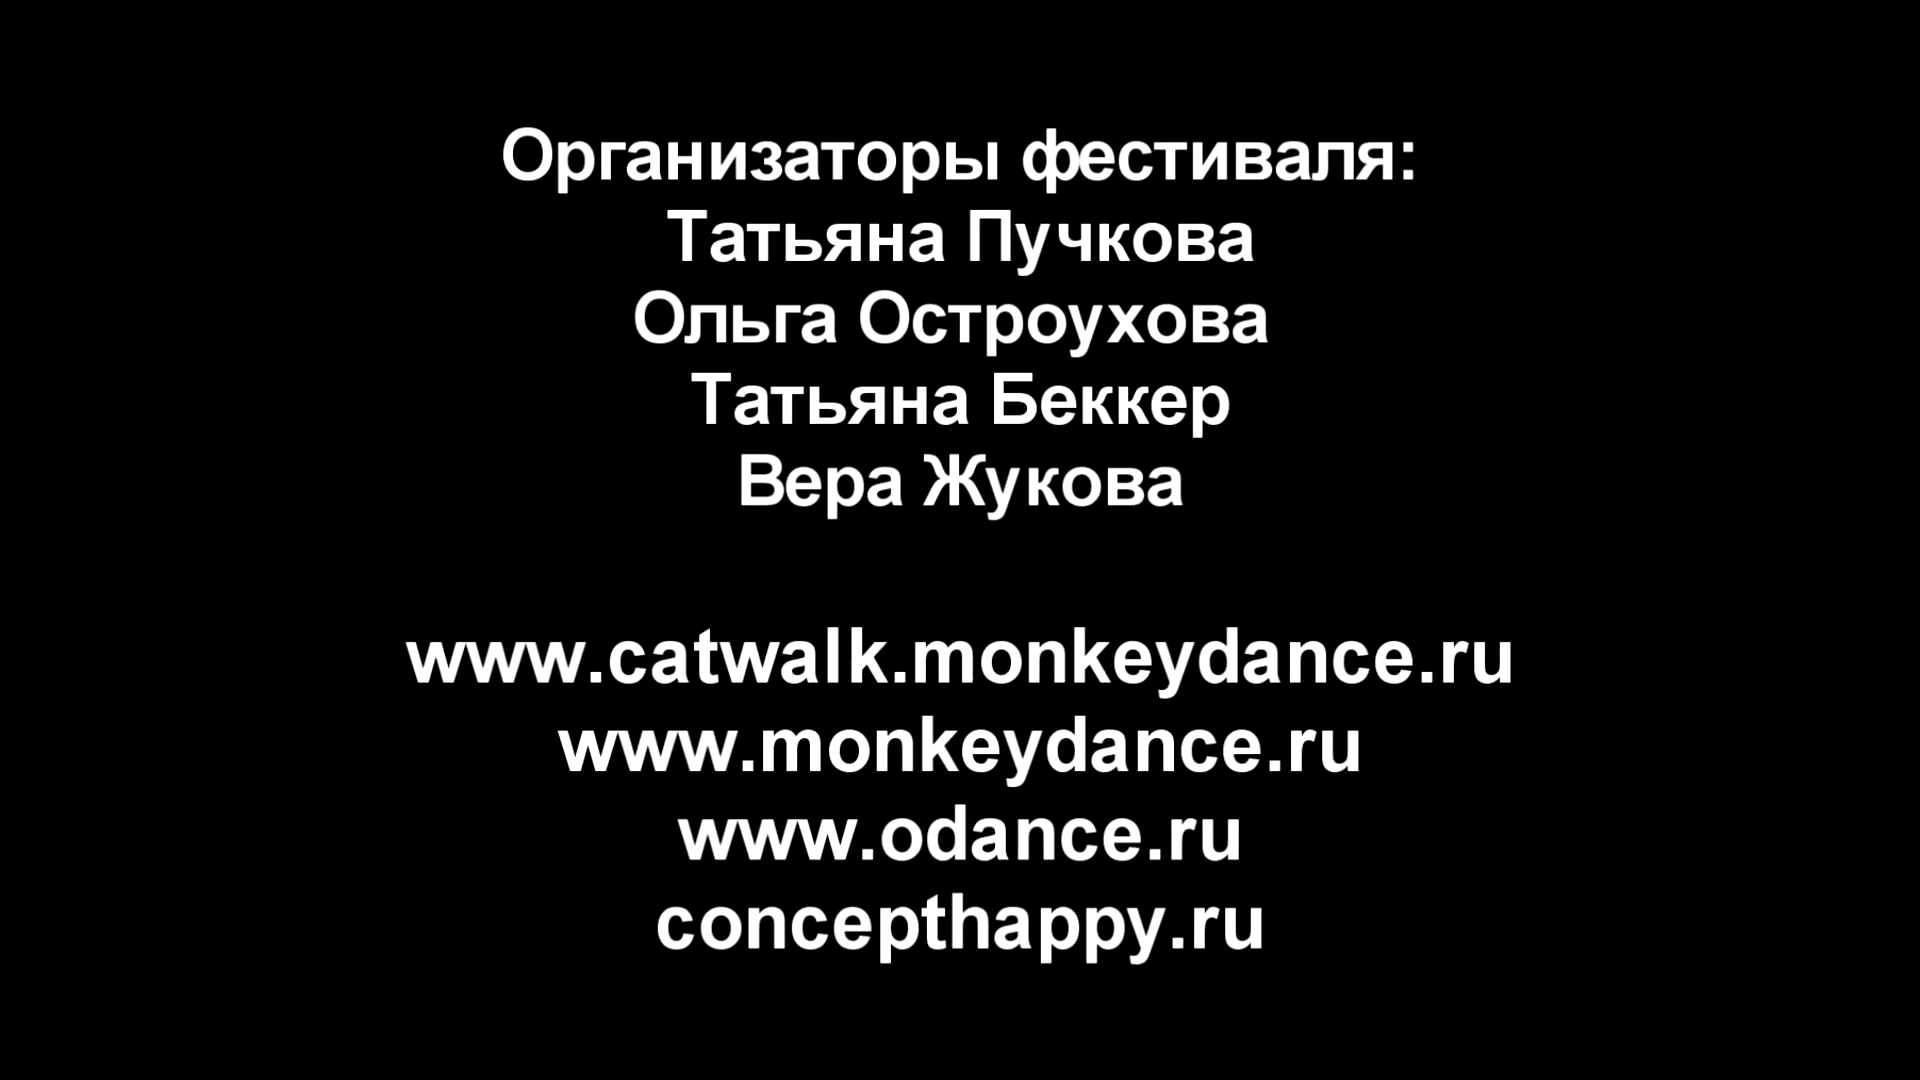 Организаторы фестиваля:
Татьяна Пучкова
Ольга Остроухова
Татьяна Беккер
Вера Жукова
www.catwalk.monkeydance.ru
www.monkeydance.ru
www.odance.ru
concepthappy.ru